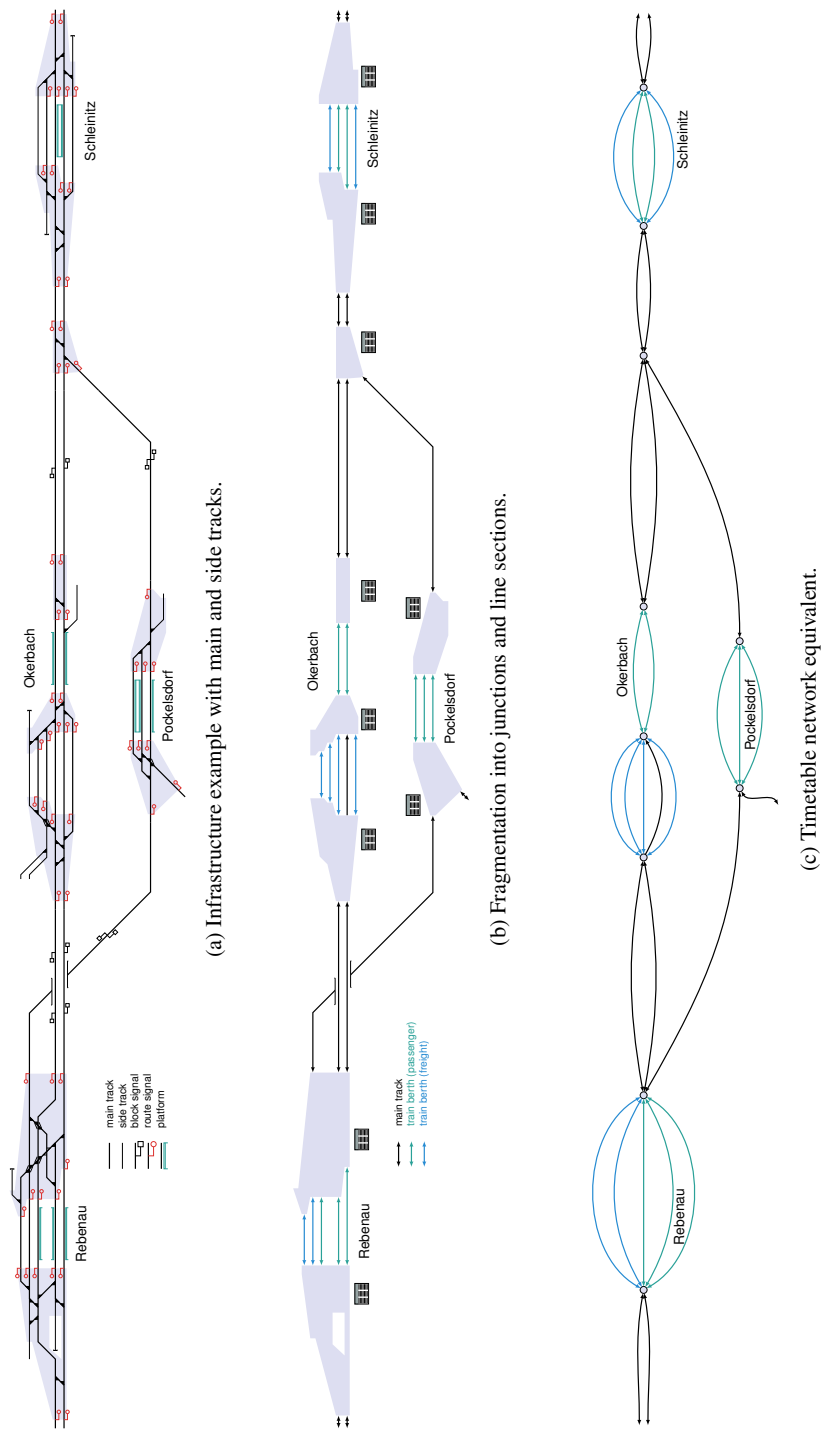 Rebenau
Okerbach
Pockelsdorf
Schleinitz
main track
side track
block signal
route signal
platform
(a) Infrastructure example with main and side tracks.
Rebenau
Okerbach
Pockelsdorf
Schleinitz
main track
train berth (passenger)
train berth (freight)
(b) Fragmentation into junctions and line sections.
Rebenau
Okerbach
Pockelsdorf
Schleinitz
(c) Timetable network equivalent.